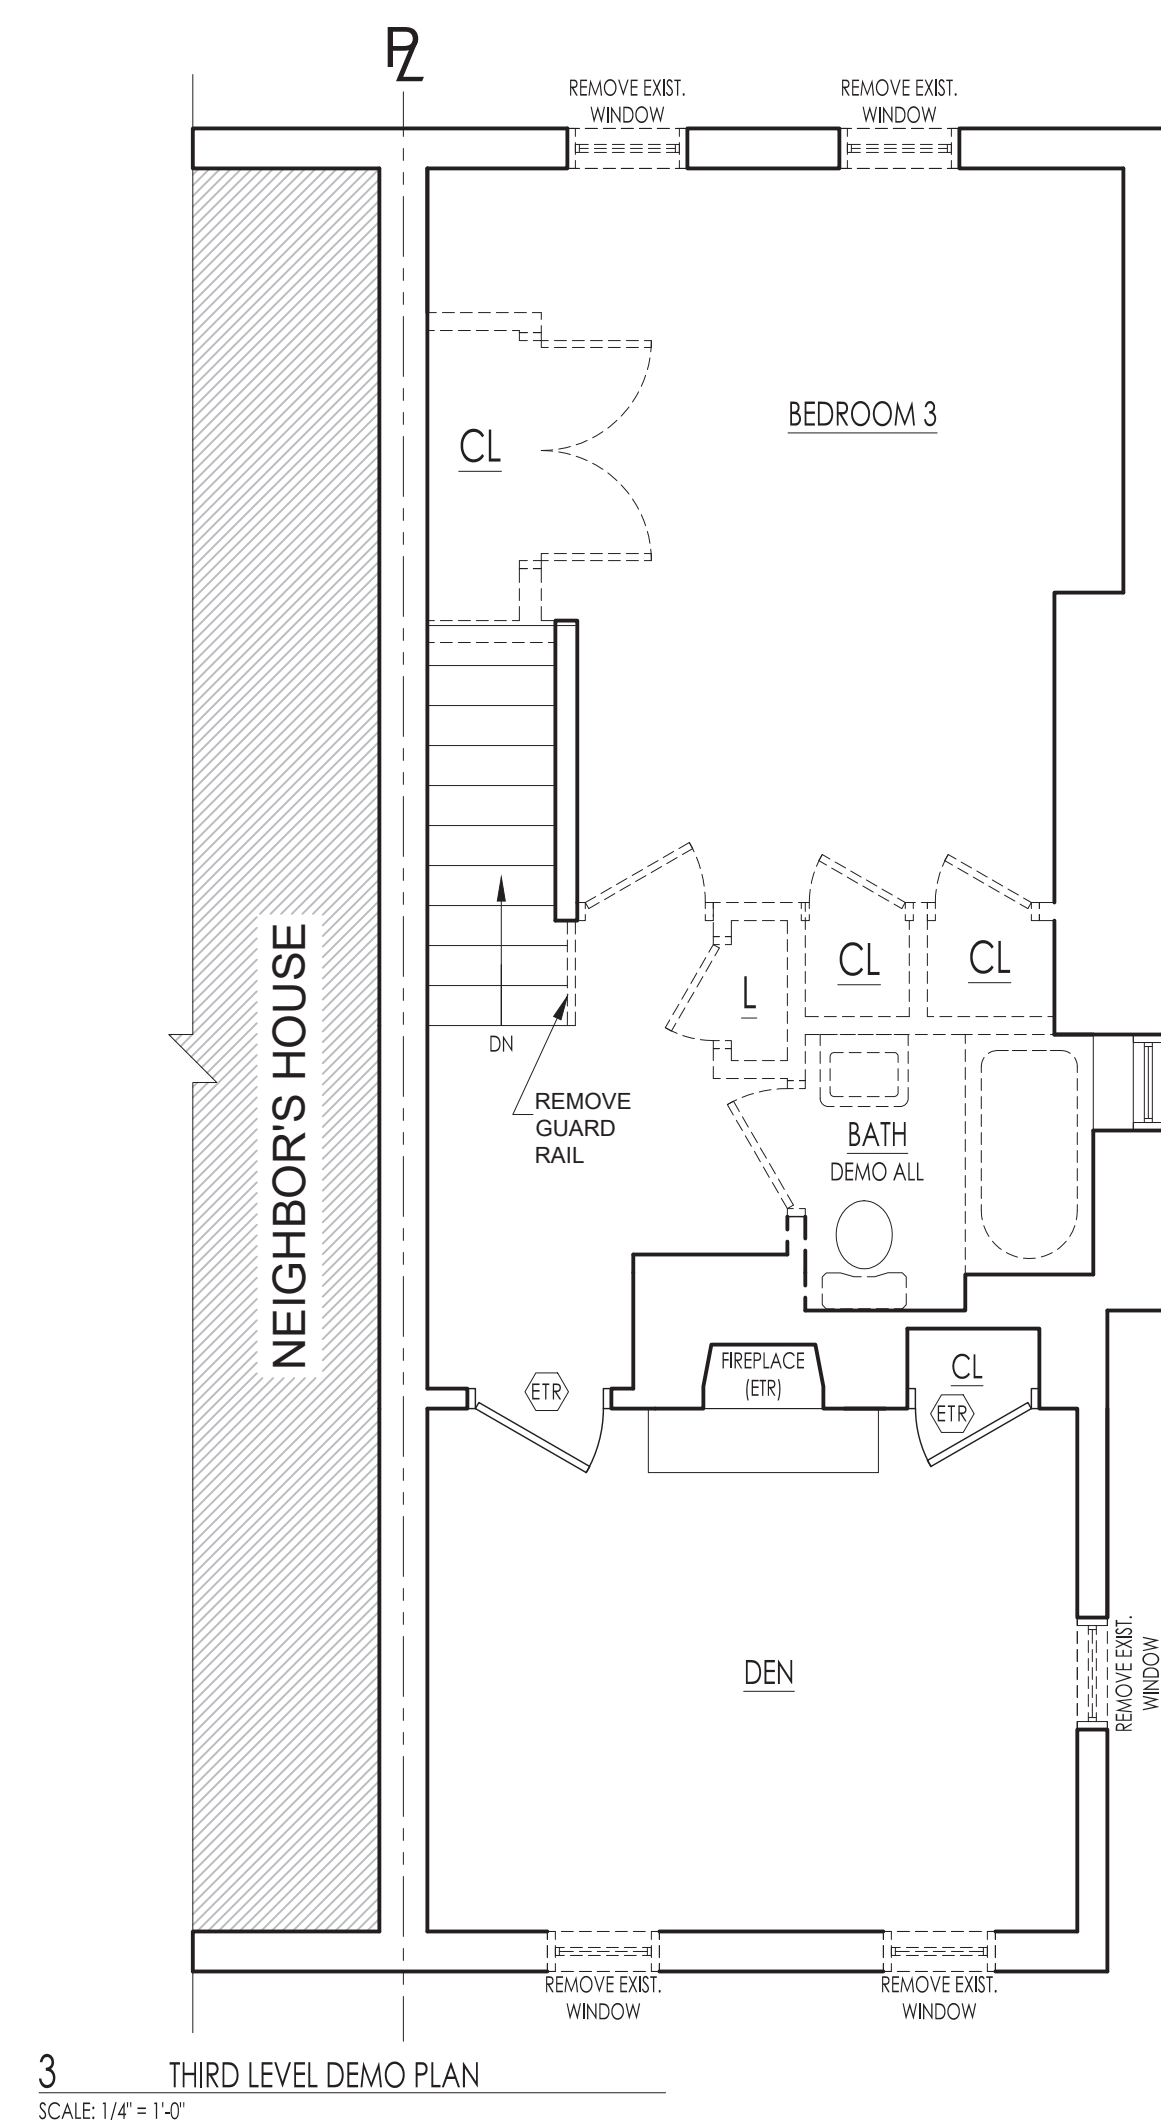 PL
REMOVE EXIST.
WINDOW
REMOVE EXIST.
WINDOW
BEDROOM 3
CL
CL
CL
L
DN
REMOVE
GUARD
RAIL
BATH
DEMO ALL
NEIGHBOR'S HOUSE
FIREPLACE
(ETR)
CL
ETR
ETR
DEN
REMOVE EXIST.
WINDOW
REMOVE EXIST.
WINDOW
REMOVE EXIST.
WINDOW
3 THIRD LEVEL DEMO PLAN
SCALE: 1/4" = 1'-0"